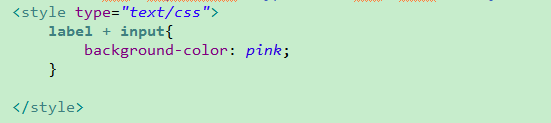 <style type="text/css">
    label + input{
        background-color: pink;
    }

</style>